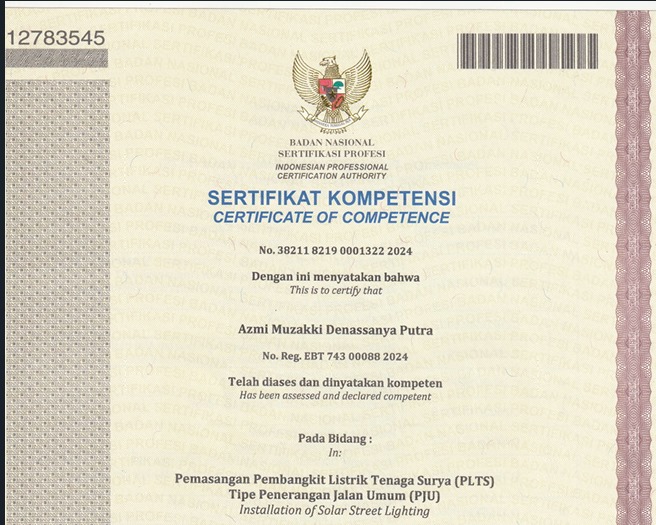 12783545
BADAN NASIONAL
SERTIFIKASI PROFESI
INDONESIAN PROFESSIONAL
CERTIFICATION AUTHORITY
SERTIFIKAT KOMPETENSI
CERTIFICATE OF COMPETENCE
No. 38211 8219 0001322 2024
Dengan ini menyatakan bahwa
This is to certify that
Azmi Muzakki Denassanya Putra
No. Reg. EBT 743 00088 2024
Telah diases dan dinyatakan kompeten
Has been assessed and declared competent
Pada Bidang :
In:
Pemasangan Pembangkit Listrik Tenaga Surya (PLTS)
Tipe Penerangan Jalan Umum (PJU)
Installation of Solar Street Lighting